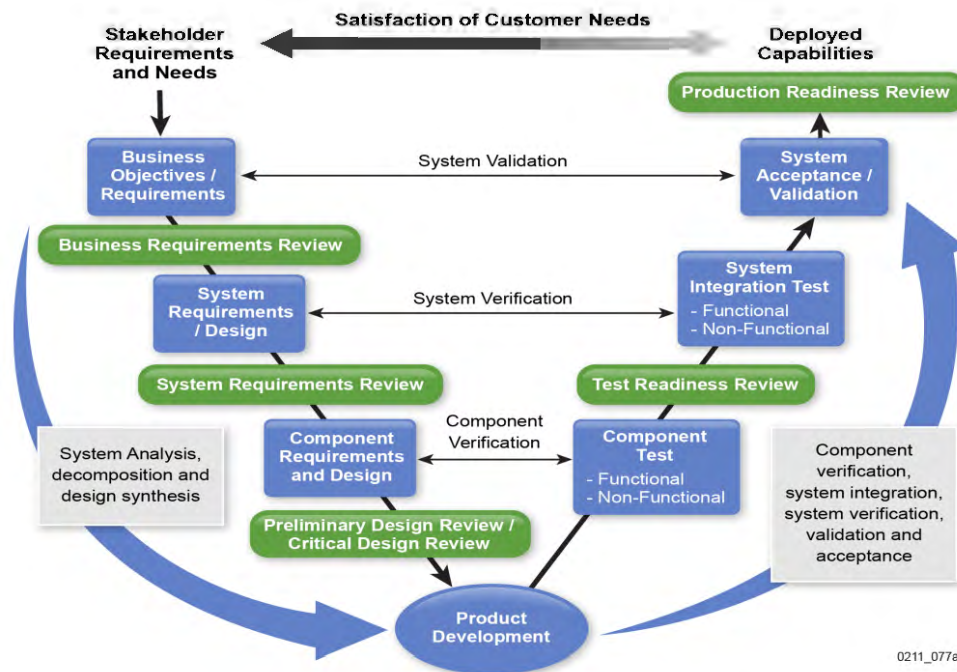 Satisfaction of Customer Needs
Stakeholder
Requirements
and Needs
Deployed
Capabilities
Production Readiness Review
Business
Objectives /
Requirements
System Validation
System
Acceptance /
Validation
Business Requirements Review
System
Requirements
/ Design
System Verification
System
Integration Test
- Functional
- Non-Functional
System Requirements Review
Test Readiness Review
Component
Requirements
and Design
Component
Verification
Component
Test
- Functional
- Non-Functional
System Analysis,
decomposition and
design synthesis
Component
verification,
system integration,
system verification,
validation and
acceptance
Preliminary Design Review /
Critical Design Review
Product
Development
0211_077a